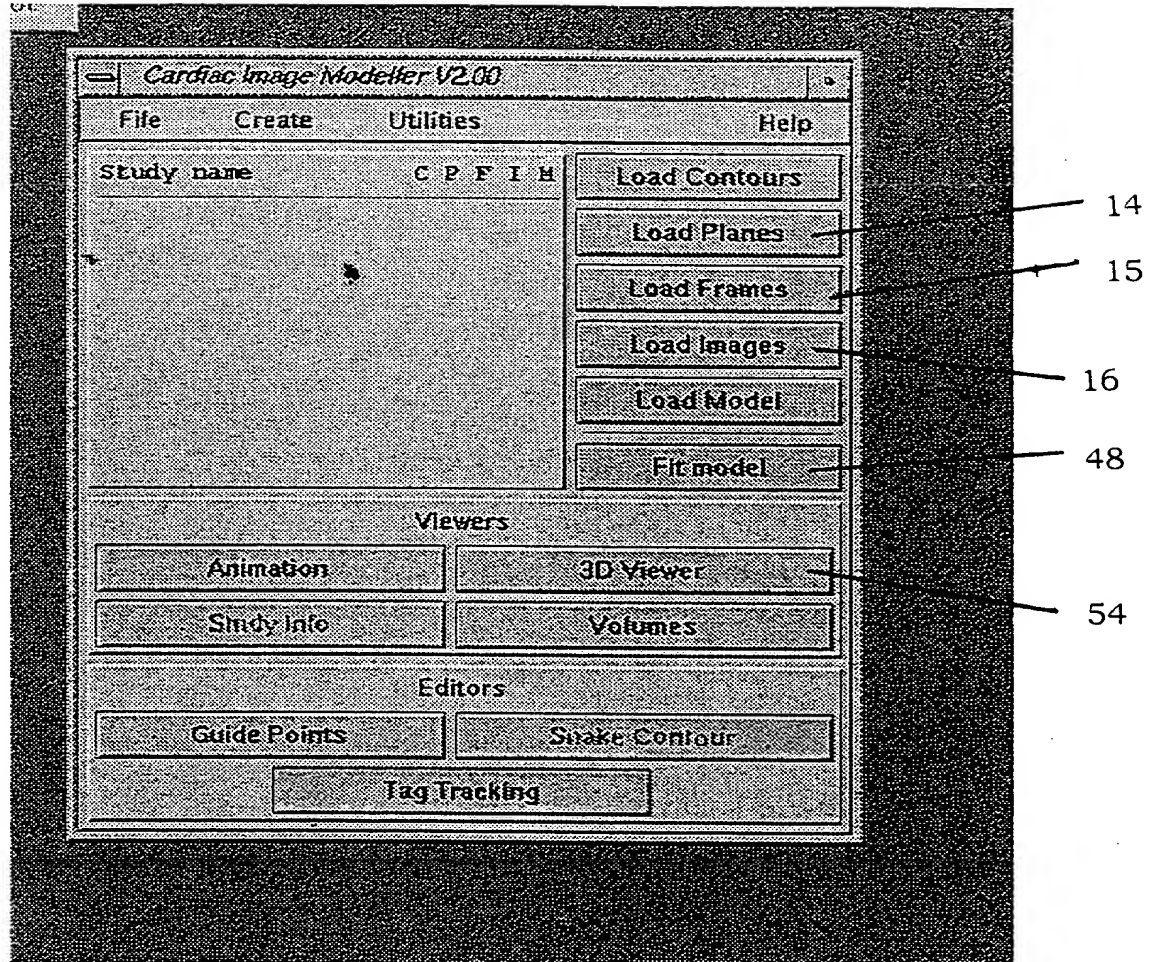 Cardiac Image Modeller V2.00
File Create Utilities Help
Study name C P F I M
Load Contours
Load Planes
14
Load Frames
15
Load Images
16
Load Model
Fit model
48
Viewers
Animation
3D Viewer
54
Study Info
Volumes
Editors
Guide Points
Snake Contour
Tag Tracking